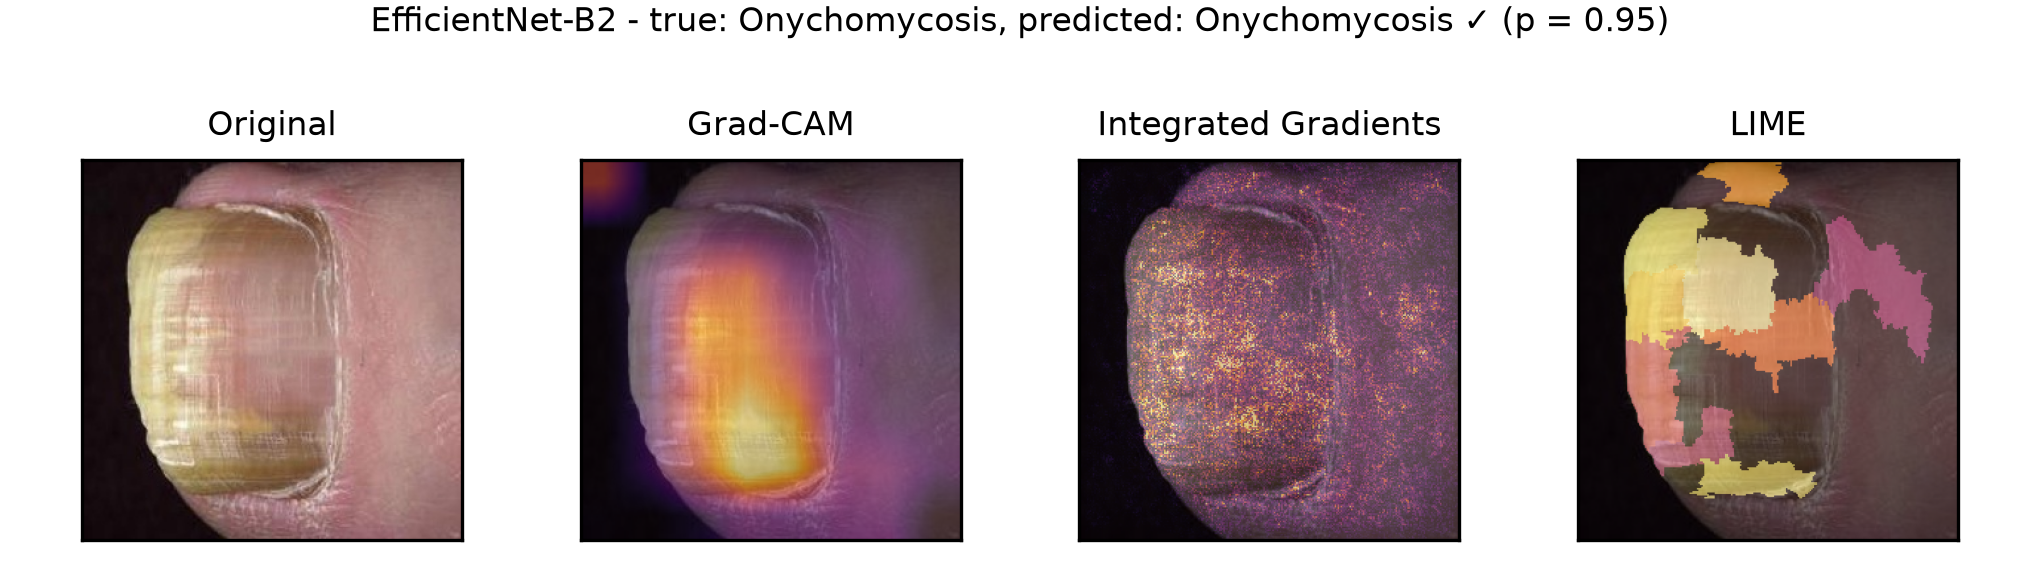 EfficientNet-B2 - true: Onychomycosis, predicted: Onychomycosis ✓ (p = 0.95)
Original
Grad-CAM
Integrated Gradients
LIME